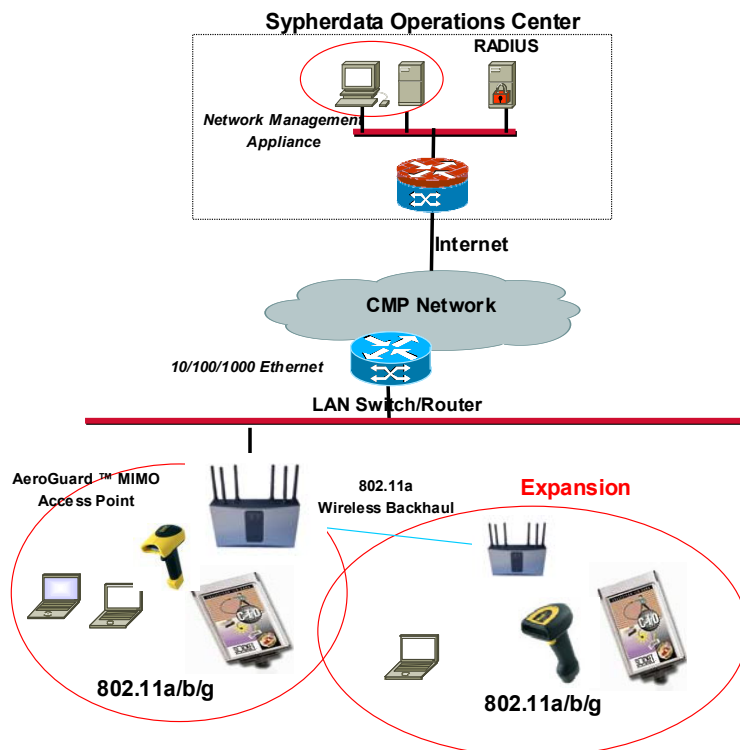 Sypherdata Operations Center
RADIUS
Network Management
Appliance
Internet
CMP Network
10/100/1000 Ethernet
LAN Switch/Router
AeroGuard ™ MIMO
Access Point
802.11a
Wireless Backhaul
Expansion
802.11a/b/g
802.11a/b/g